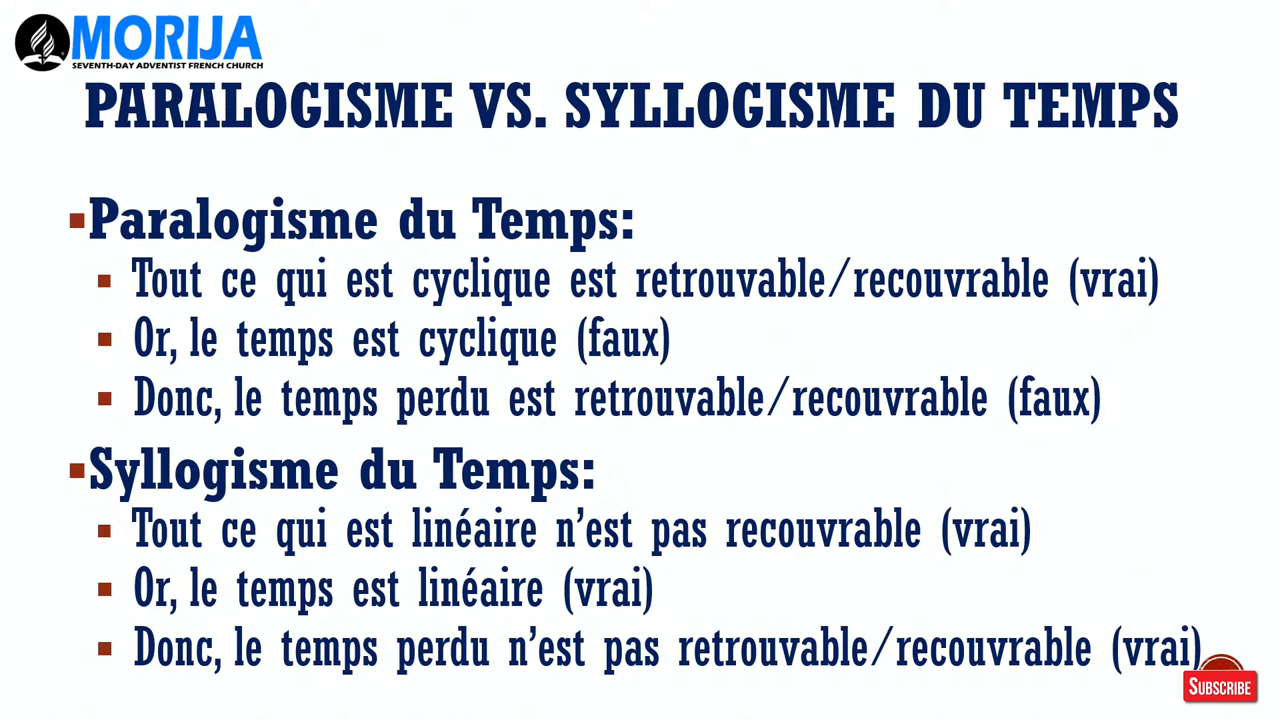 MORIJA
SEVENTH-DAY ADVENTIST FRENCH CHURCH
PARALOGISME VS. SYLLOGISME DU TEMPS
Paralogisme du Temps:
Tout ce qui est cyclique est retrouvable/recouvrable (vrai)
Or, le temps est cyclique (faux)
Donc, le temps perdu est retrouvable/recouvrable (faux)
Syllogisme du Temps:
Tout ce qui est linéaire n'est pas recouvrable (vrai)
Or, le temps est linéaire (vrai)
Donc, le temps perdu n'est pas retrouvable/recouvrable (vrai)
SUBSCRIBE